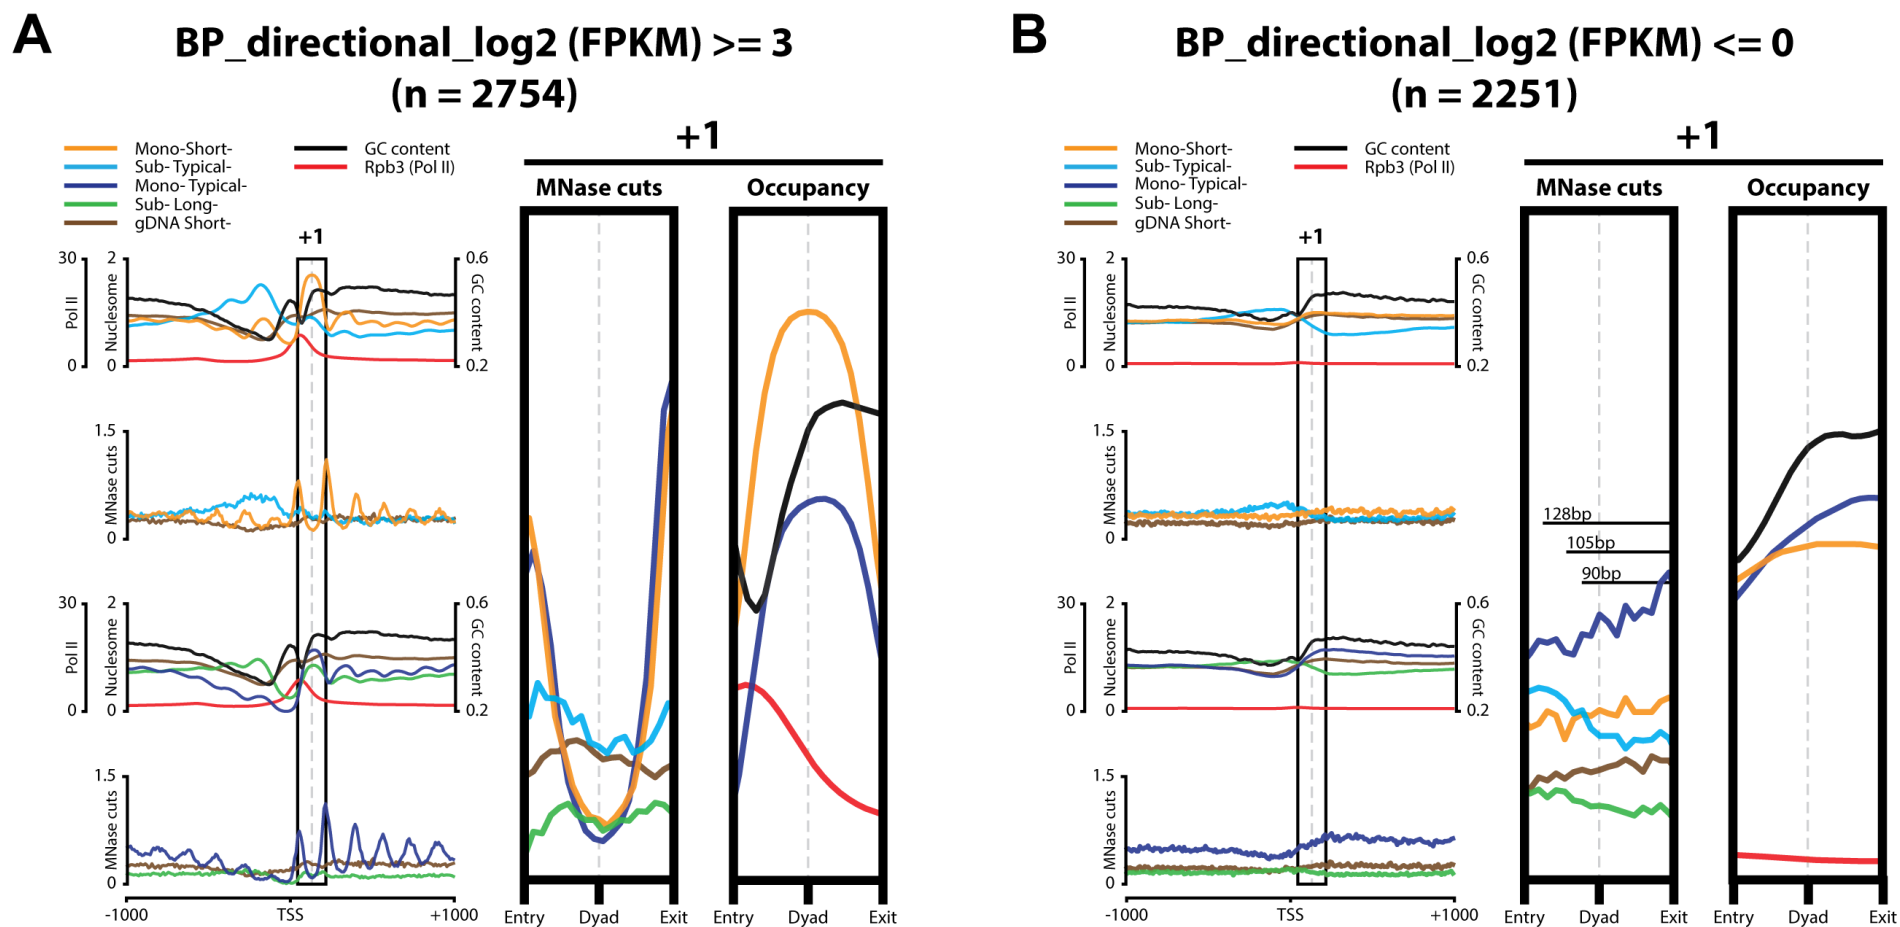 A
BP_directional_log2 (FPKM) >= 3
(n = 2754)
Mono-Short-
Sub- Typical-
Mono- Typical-
Sub- Long-
gDNA Short-
GC content
Rpb3 (Pol II)
+1
MNase cuts
Occupancy
+1
30
Pol II
0
2
Nuclesome
0
0.6
GC content
0.2
1.5
MNase cuts
0
30
Pol II
0
2
Nuclesome
0
0.6
GC content
0.2
1.5
MNase cuts
0
-1000
TSS
+1000
Entry
Dyad
Exit
Entry
Dyad
Exit
B
BP_directional_log2 (FPKM) <= 0
(n = 2251)
Mono-Short-
Sub- Typical-
Mono- Typical-
Sub- Long-
gDNA Short-
GC content
Rpb3 (Pol II)
+1
MNase cuts
Occupancy
+1
30
Pol II
0
2
Nuclesome
0
0.6
GC content
0.2
1.5
MNase cuts
0
30
Pol II
0
2
Nuclesome
0
0.6
GC content
0.2
1.5
MNase cuts
0
-1000
TSS
+1000
128bp
105bp
90bp
Entry
Dyad
Exit
Entry
Dyad
Exit